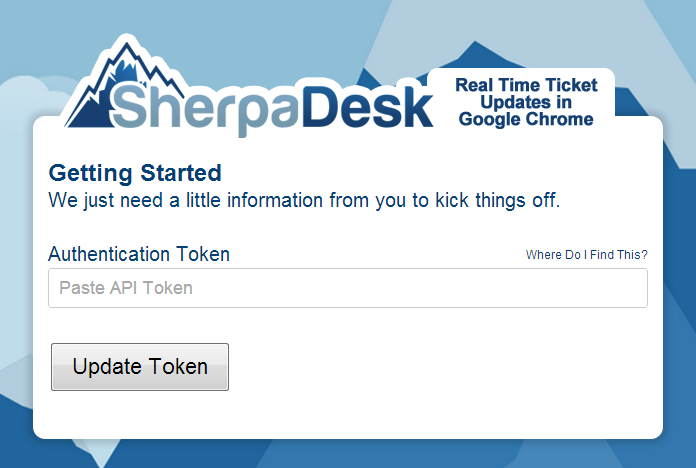 SherpaDesk
Real Time Ticket
Updates in
Google Chrome
Getting Started
We just need a little information from you to kick things off.
Authentication Token
Where Do I Find This?
Paste API Token
Update Token